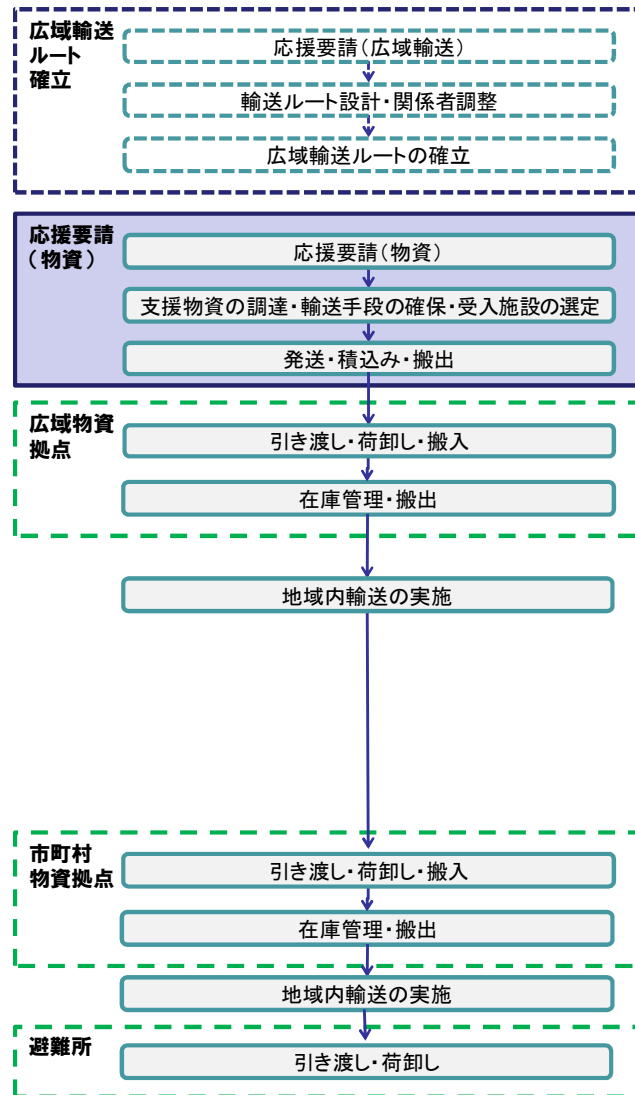 広域輸送
ルート
確立
応援要請(広域輸送)
輸送ルート設計・関係者調整
広域輸送ルートの確立
応援要請
(物資)
応援要請(物資)
支援物資の調達・輸送手段の確保・受入施設の選定
発送・積込み・搬出
広域物資
拠点
引き渡し・荷卸し・搬入
在庫管理・搬出
地域内輸送の実施
市町村
物資拠点
引き渡し・荷卸し・搬入
在庫管理・搬出
地域内輸送の実施
避難所
引き渡し・荷卸し